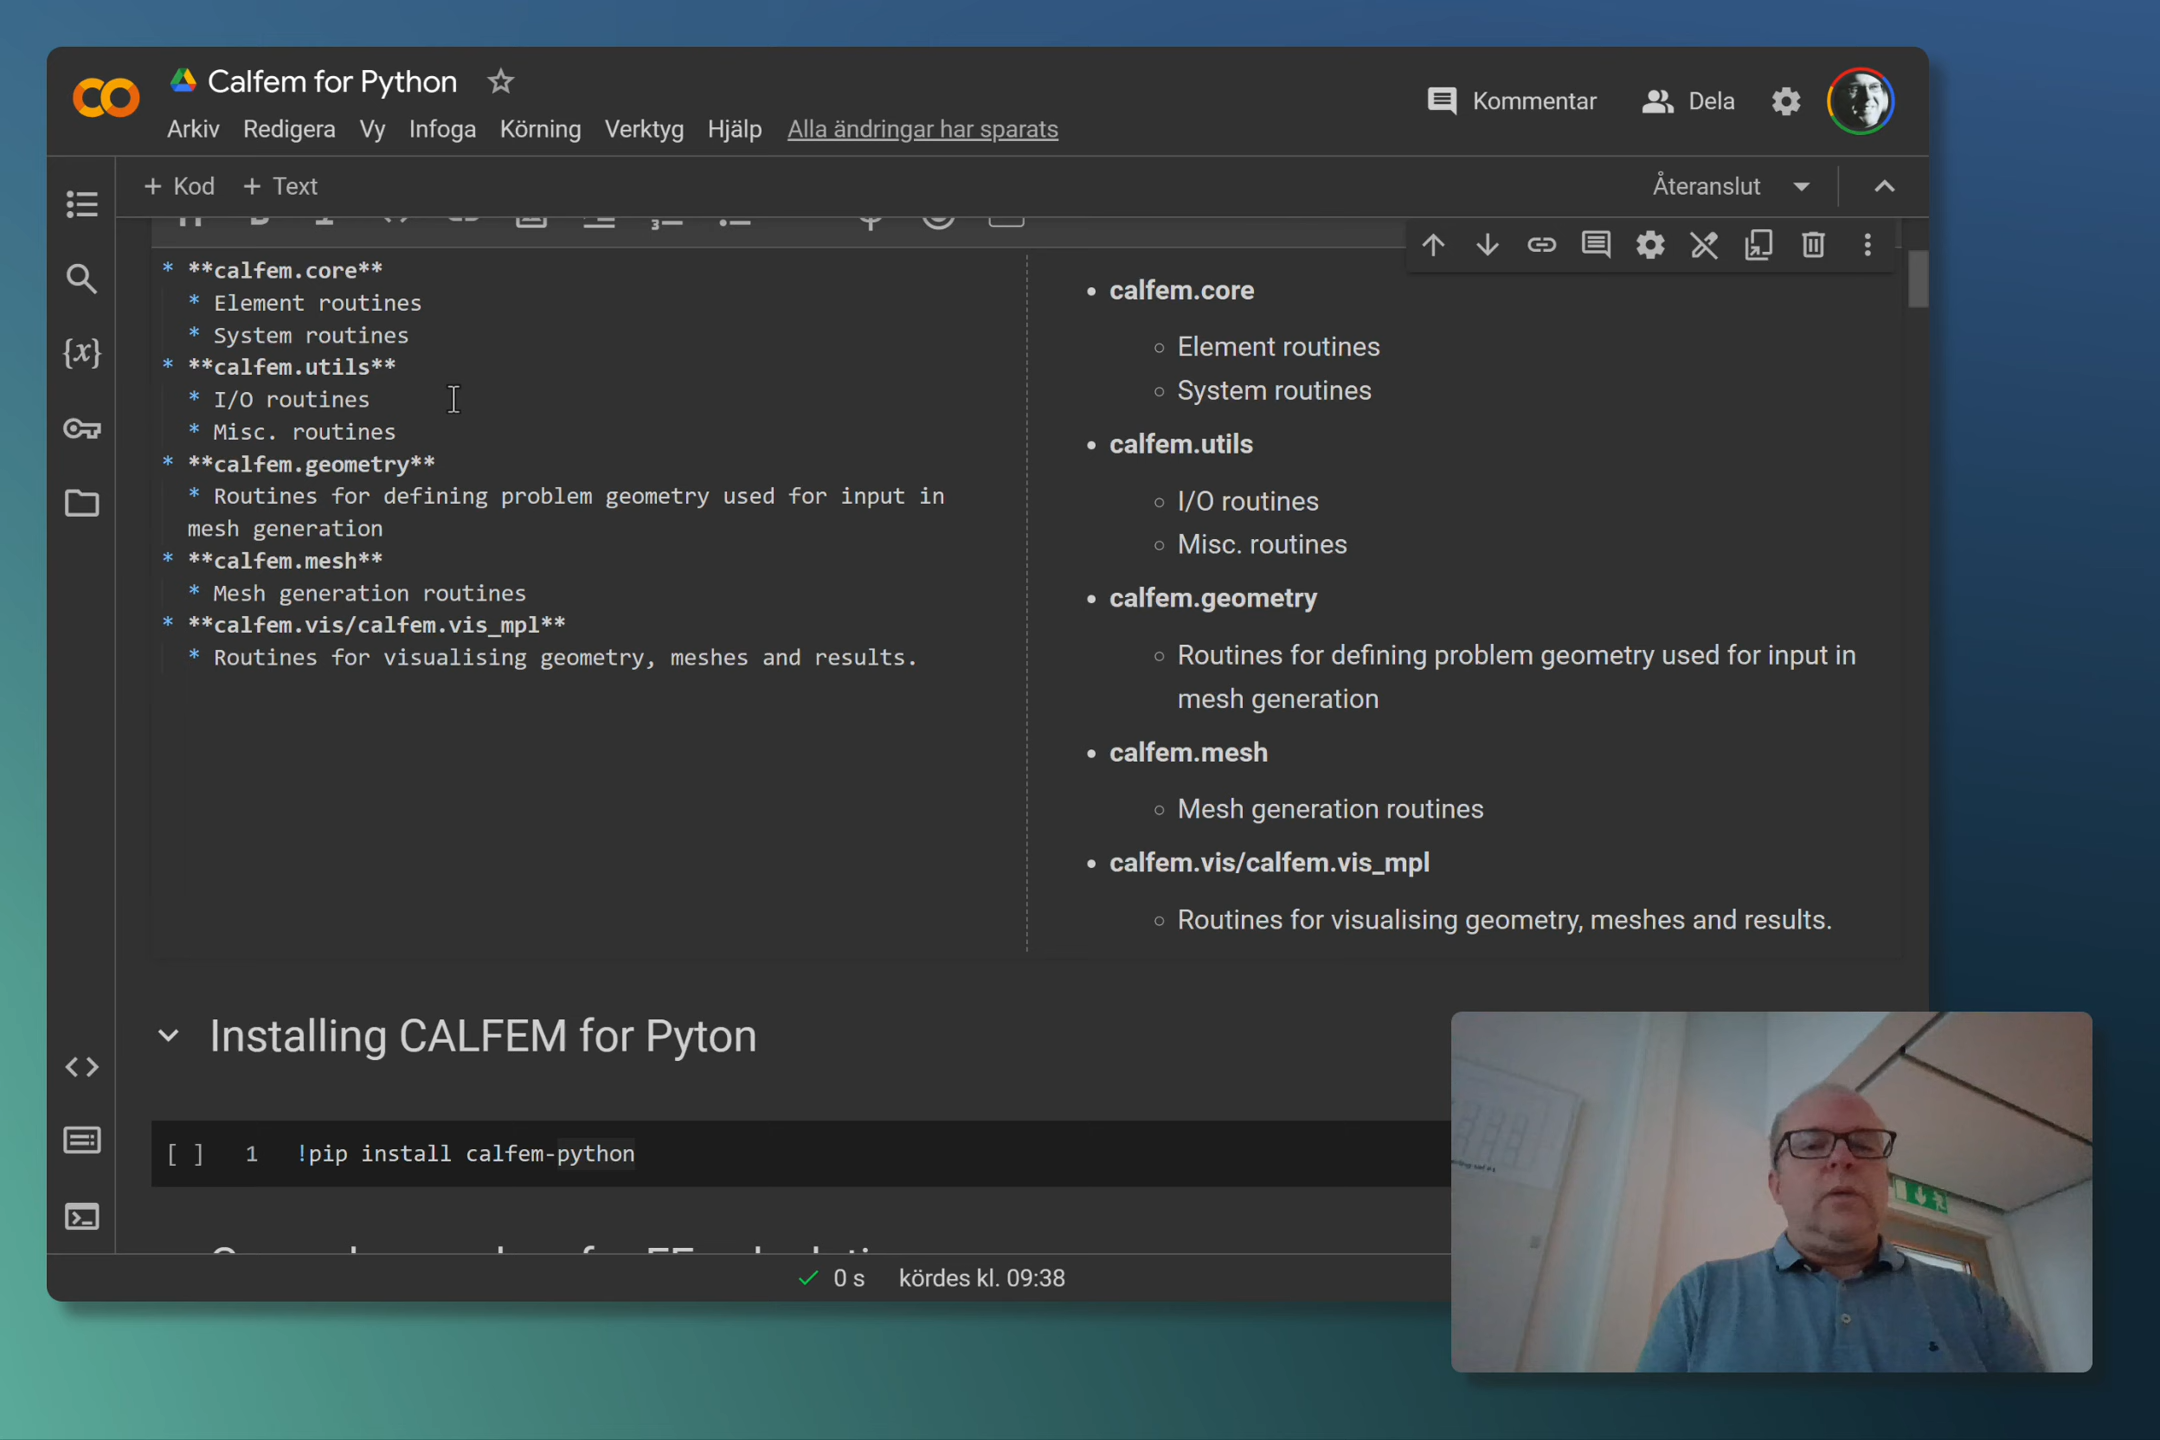 Calfem for Python
Kommentar
Dela
Arkiv Redigera Vy Infoga Körning Verktyg Hjälp Alla ändringar har sparats
+ Kod + Text
Återanslut
* **calfem.core**
* Element routines
* System routines
* **calfem.utils**
* I/O routines
* Misc. routines
* **calfem.geometry**
* Routines for defining problem geometry used for input in
mesh generation
* **calfem.mesh**
* Mesh generation routines
* **calfem.vis/calfem.vis_mpl**
* Routines for visualising geometry, meshes and results.
• calfem.core
○ Element routines
○ System routines
• calfem.utils
○ I/O routines
○ Misc. routines
• calfem.geometry
○ Routines for defining problem geometry used for input in
mesh generation
• calfem.mesh
○ Mesh generation routines
• calfem.vis/calfem.vis_mpl
○ Routines for visualising geometry, meshes and results.
Installing CALFEM for Pyton
[ ] 1 !pip install calfem-python
0 s kördes kl. 09:38